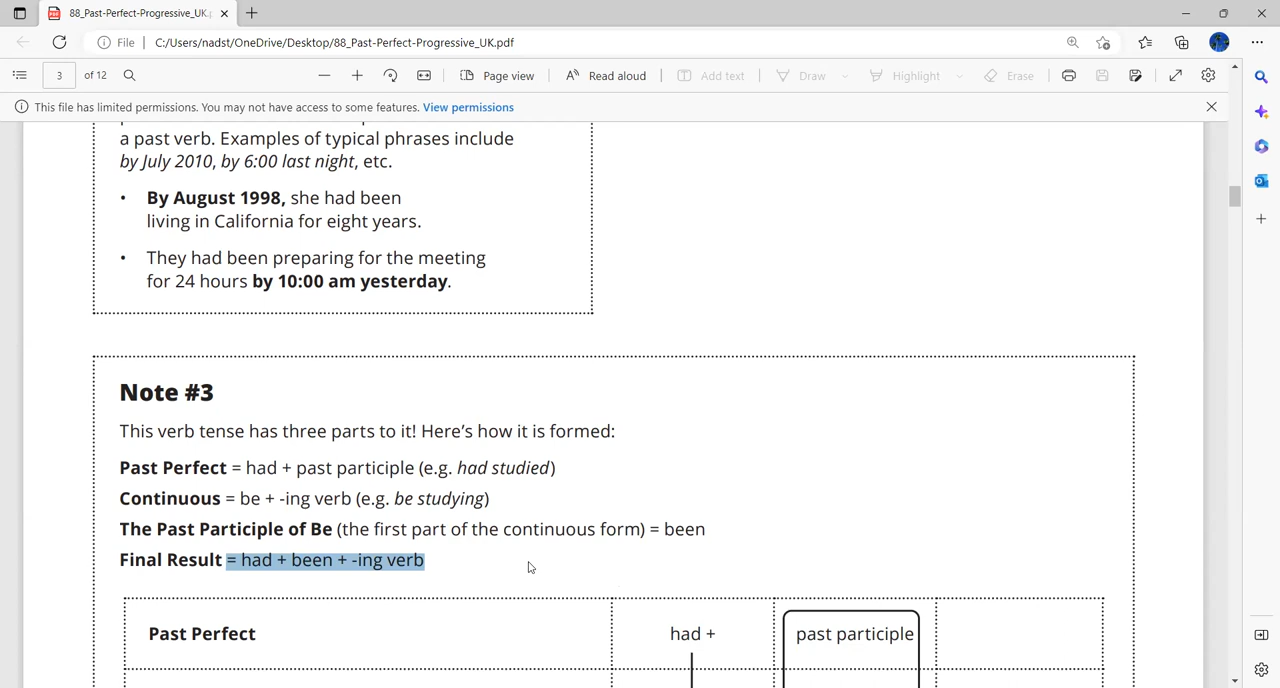 88_Past-Perfect-Progressive_UK.p
File C:/Users/nadst/OneDrive/Desktop/88_Past-Perfect-Progressive_UK.pdf
3 of 12 Page view Read aloud Add text Draw Highlight Erase
This file has limited permissions. You may not have access to some features. View permissions
a past verb. Examples of typical phrases include
by July 2010, by 6:00 last night, etc.
• By August 1998, she had been
living in California for eight years.
• They had been preparing for the meeting
for 24 hours by 10:00 am yesterday.
Note #3
This verb tense has three parts to it! Here’s how it is formed:
Past Perfect = had + past participle (e.g. had studied)
Continuous = be + -ing verb (e.g. be studying)
The Past Participle of Be (the first part of the continuous form) = been
Final Result = had + been + -ing verb
Past Perfect had + past participle